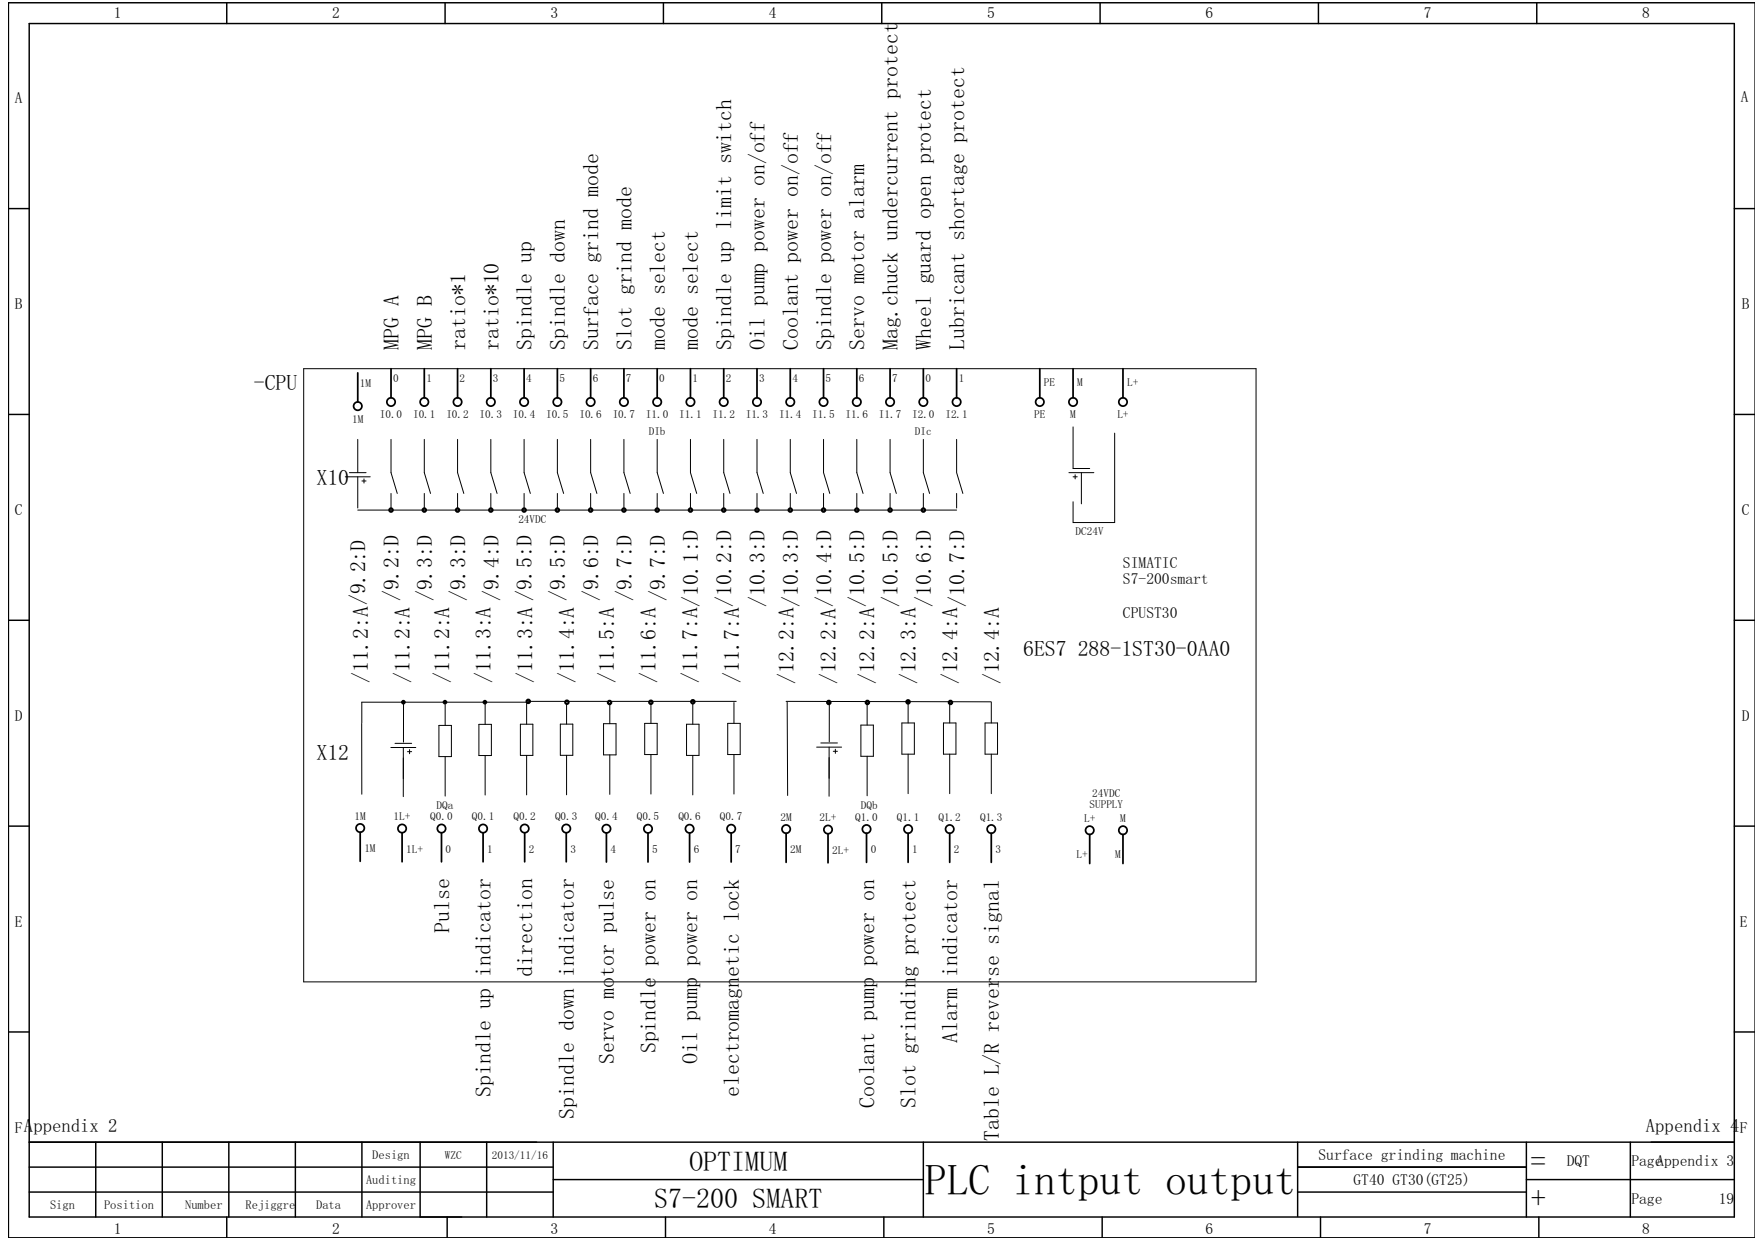 1 2 3 4 5 6 7 8
A A
B B
C C
D D
E E
F F
MPG A
MPG B
ratio*1
ratio*10
Spindle up
Spindle down
Surface grind mode
Slot grind mode
mode select
mode select
Spindle up limit switch
Oil pump power on/off
Coolant power on/off
Spindle power on/off
Servo motor alarm
Mag.chuck undercurrent protect
Wheel guard open protect
Lubricant shortage protect
-CPU
1M 0 1 2 3 4 5 6 7 0 1 2 3 4 5 6 7 0 1 PE M L+
1M I0.0 I0.1 I0.2 I0.3 I0.4 I0.5 I0.6 I0.7 I1.0 I1.1 I1.2 I1.3 I1.4 I1.5 I1.6 I1.7 I2.0 I2.1 PE M L+
DIb DIc
X10
+ +
24VDC
DC24V
/9.2:D
/9.2:D
/9.3:D
/9.3:D
/9.4:D
/9.5:D
/9.5:D
/9.6:D
/9.7:D
/9.7:D
/10.1:D
/10.2:D
/10.3:D
/10.3:D
/10.4:D
/10.5:D
/10.5:D
/10.6:D
/10.7:D
SIMATIC
S7-200smart
CPUST30
6ES7 288-1ST30-0AA0
/11.2:A
/11.2:A
/11.2:A
/11.3:A
/11.3:A
/11.4:A
/11.5:A
/11.6:A
/11.7:A
/11.7:A
/12.2:A
/12.2:A
/12.2:A
/12.3:A
/12.4:A
/12.4:A
X12
+ +
DQa DQb
1M 1L+ Q0.0 Q0.1 Q0.2 Q0.3 Q0.4 Q0.5 Q0.6 Q0.7 2M 2L+ Q1.0 Q1.1 Q1.2 Q1.3
1M 1L+ 0 1 2 3 4 5 6 7 2M 2L+ 0 1 2 3
24VDC
SUPPLY
L+ M
L+ M
Pulse
Spindle up indicator
direction
Spindle down indicator
Servo motor pulse
Spindle power on
Oil pump power on
electromagnetic lock
Coolant pump power on
Slot grinding protect
Alarm indicator
Table L/R reverse signal
Appendix 2
Appendix 4
Design WZC 2013/11/16
Auditing
Sign Position Number Rejiggre Data Approver
OPTIMUM
S7-200 SMART
PLC intput output
Surface grinding machine
GT40 GT30(GT25)
= DQT
+
Page Appendix 3
Page 19
1 2 3 4 5 6 7 8